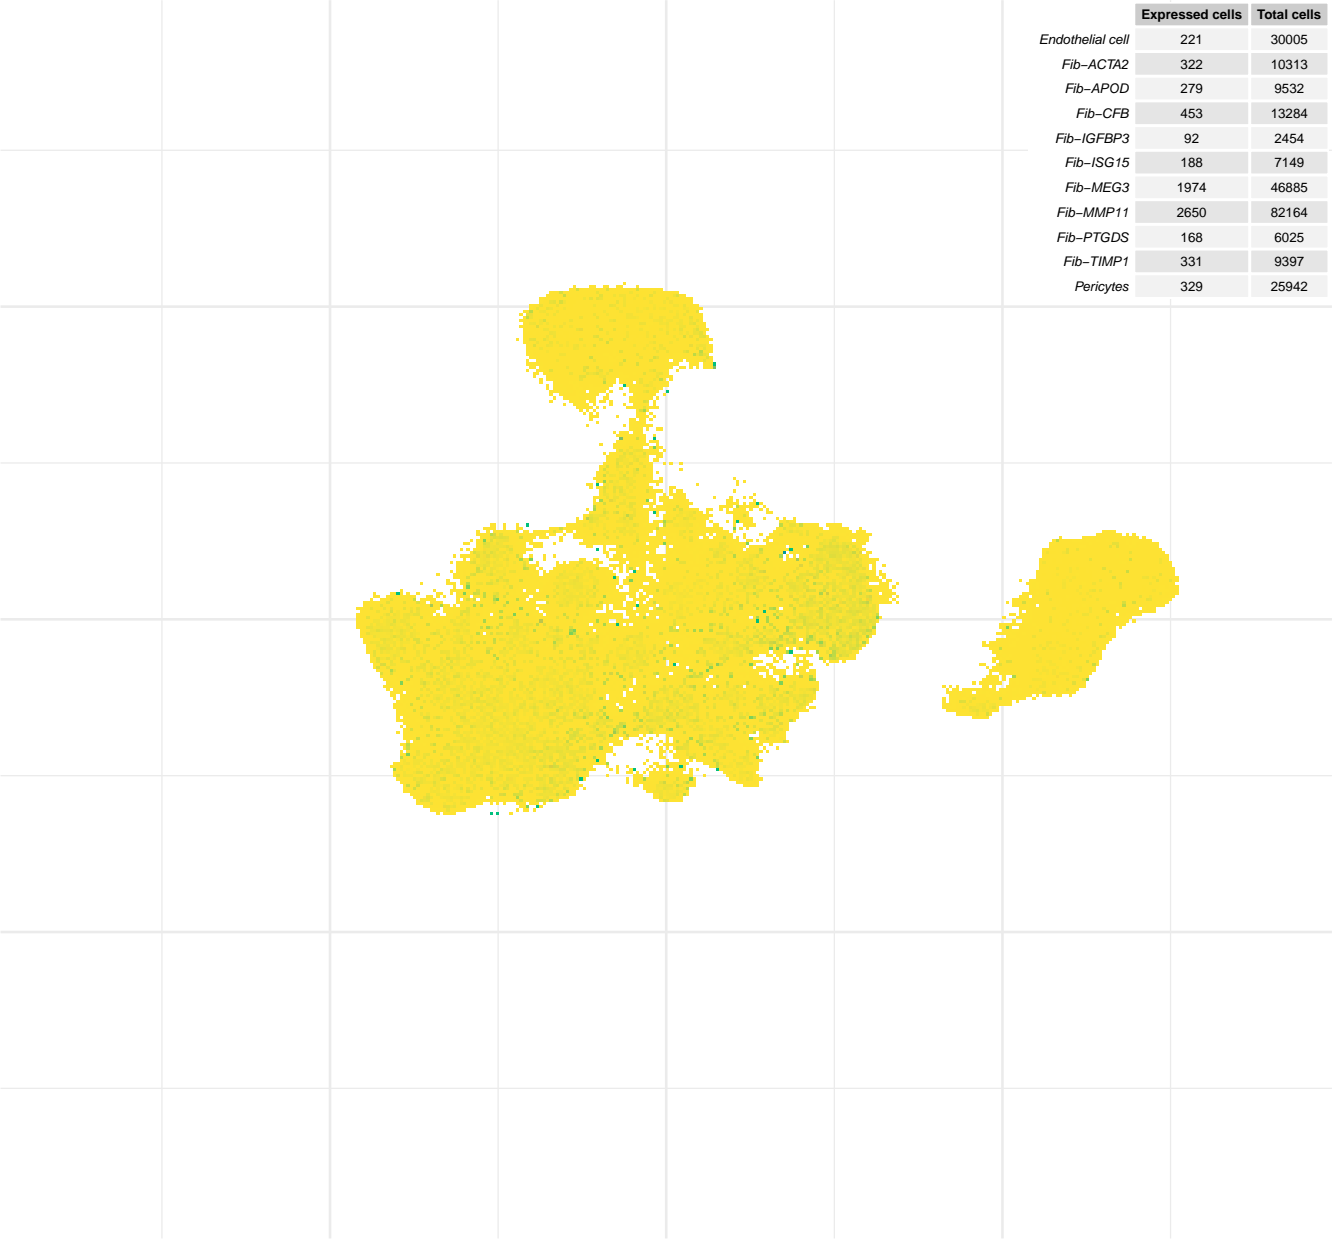 Expressed cells Total cells
Endothelial cell 221 30005
Fib−ACTA2 322 10313
Fib−APOD 279 9532
Fib−CFB 453 13284
Fib−IGFBP3 92 2454
Fib−ISG15 188 7149
Fib−MEG3 1974 46885
Fib−MMP11 2650 82164
Fib−PTGDS 168 6025
Fib−TIMP1 331 9397
Pericytes 329 25942